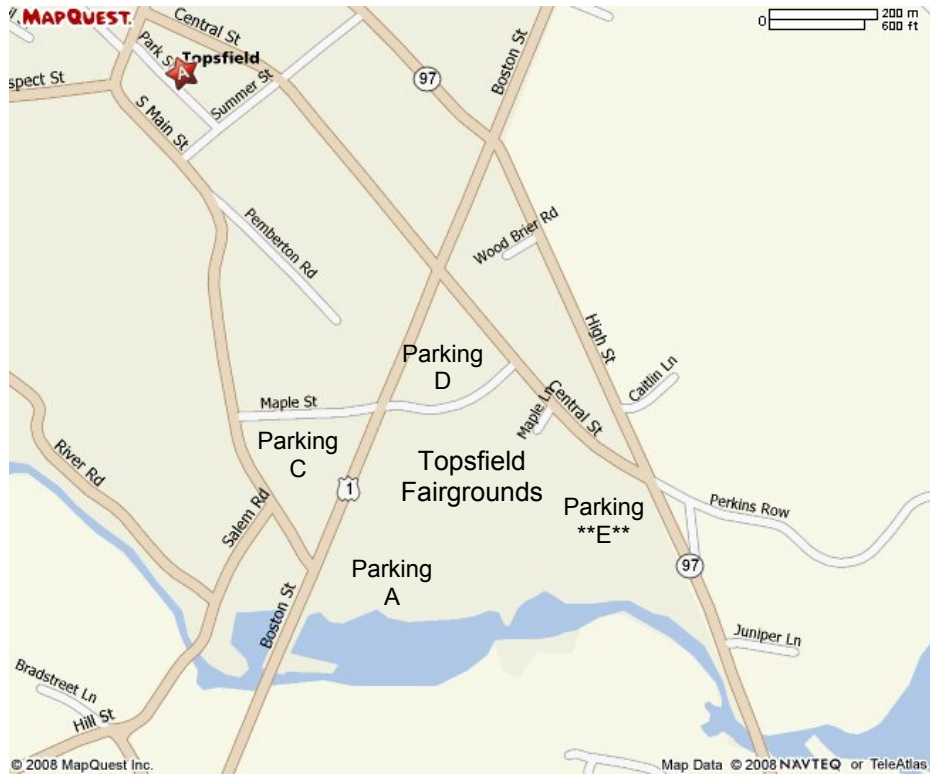 MAPQUEST.
Central St
Boston St
0
200 m
600 ft
Park S
A
Topsfield
Summer St
97
spect St
S Main St
Pemberton Rd
Wood Brier Rd
High St
Parking
D
Caitlin Ln
Maple St
Maple Ln
Central St
Parking
C
Topsfield
Fairgrounds
River Rd
1
Salem Rd
Parking
**E**
Perkins Row
Parking
A
97
Boston St
Juniper Ln
Bradstreet Ln
Hill St
© 2008 MapQuest Inc.
Map Data © 2008 NAVTEQ or TeleAtlas